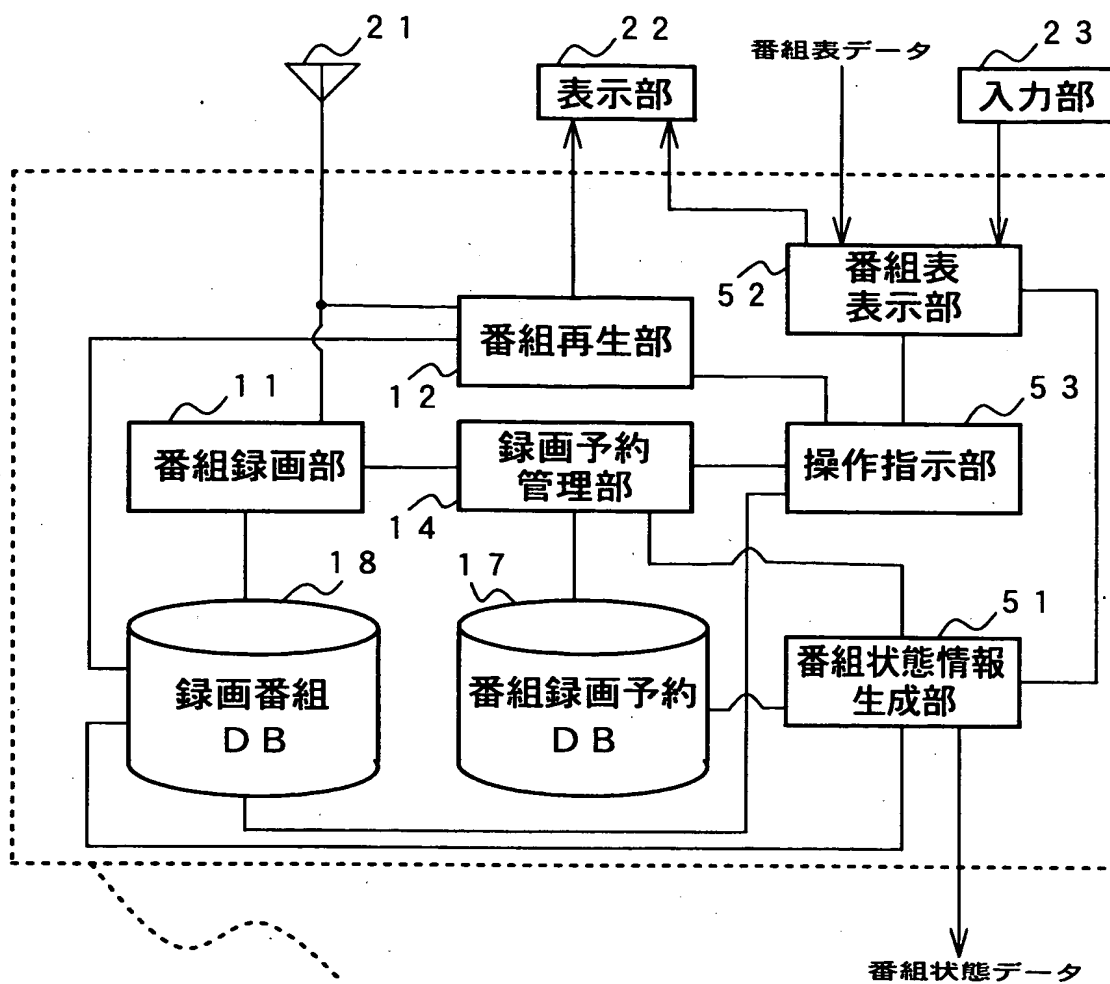 21
22
番組表データ
23
表示部
入力部
52
番組表
表示部
番組再生部
12
11
53
番組録画部
録画予約
管理部
操作指示部
14
18
17
51
録画番組
DB
番組録画予約
DB
番組状態情報
生成部
番組状態データ